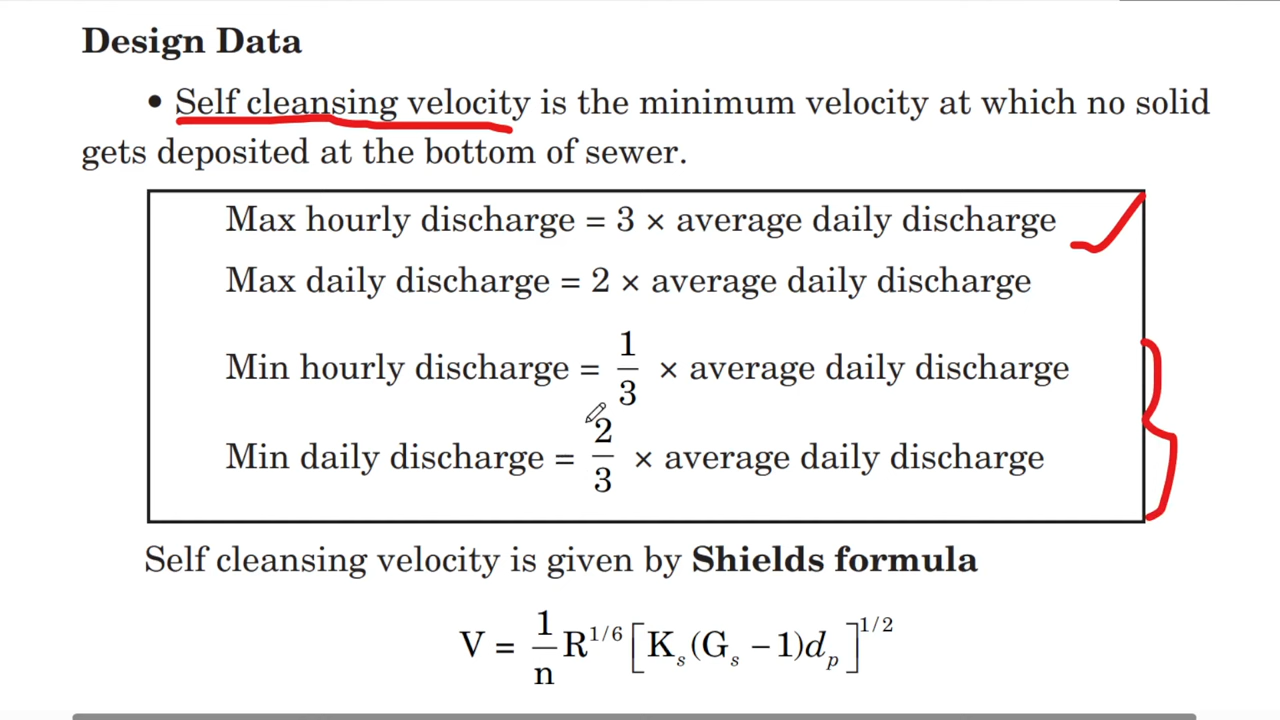 Design Data
• Self cleansing velocity is the minimum velocity at which no solid
gets deposited at the bottom of sewer.
Max hourly discharge = 3 × average daily discharge
Max daily discharge = 2 × average daily discharge
Min hourly discharge = 1/3 × average daily discharge
Min daily discharge = 2/3 × average daily discharge
Self cleansing velocity is given by Shields formula
V = 1/n R^1/6 [K_s (G_s − 1)d_p]^1/2